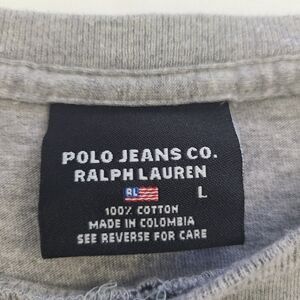 POLO JEANS CO.
RALPH LAUREN
RL L
100% COTTON
MADE IN COLOMBIA
SEE REVERSE FOR CARE